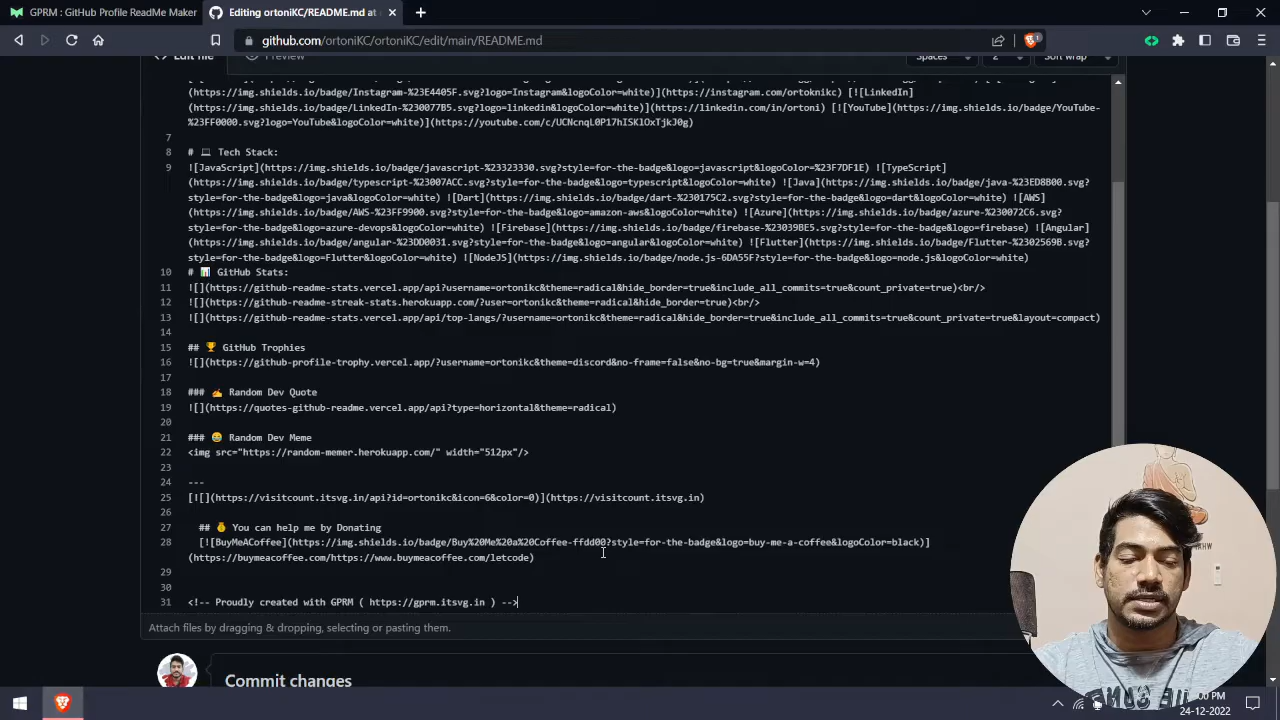 GPRM : GitHub Profile ReadMe Maker
Editing ortoniKC/README.md at
github.com/ortoniKC/ortoniKC/edit/main/README.md
1
Edit file
Preview
Spaces
2
Soft wrap
(https://img.shields.io/badge/Instagram-%23E4405F.svg?logo=Instagram&logoColor=white)](https://instagram.com/ortoknikc) [![LinkedIn]
(https://img.shields.io/badge/LinkedIn-%230077B5.svg?logo=linkedin&logoColor=white)](https://linkedin.com/in/ortoni) [![YouTube](https://img.shields.io/badge/YouTube-
%23FF0000.svg?logo=YouTube&logoColor=white)](https://youtube.com/c/UCNcnqL0P17hISKlOxTjkJ0g)
7
8 # 💻 Tech Stack:
9 ![JavaScript](https://img.shields.io/badge/javascript-%23323330.svg?style=for-the-badge&logo=javascript&logoColor=%23F7DF1E) ![TypeScript]
(https://img.shields.io/badge/typescript-%23007ACC.svg?style=for-the-badge&logo=typescript&logoColor=white) ![Java](https://img.shields.io/badge/java-%23ED8B00.svg?
style=for-the-badge&logo=java&logoColor=white) ![Dart](https://img.shields.io/badge/dart-%230175C2.svg?style=for-the-badge&logo=dart&logoColor=white) ![AWS]
(https://img.shields.io/badge/AWS-%23FF9900.svg?style=for-the-badge&logo=amazon-aws&logoColor=white) ![Azure](https://img.shields.io/badge/azure-%230072C6.svg?
style=for-the-badge&logo=azure-devops&logoColor=white) ![Firebase](https://img.shields.io/badge/firebase-%23039BE5.svg?style=for-the-badge&logo=firebase) ![Angular]
(https://img.shields.io/badge/angular-%23DD0031.svg?style=for-the-badge&logo=angular&logoColor=white) ![Flutter](https://img.shields.io/badge/Flutter-%2302569B.svg?
style=for-the-badge&logo=Flutter&logoColor=white) ![NodeJS](https://img.shields.io/badge/node.js-6DA55F?style=for-the-badge&logo=node.js&logoColor=white)
10 # 📊 GitHub Stats:
11 ![](https://github-readme-stats.vercel.app/api?username=ortonikc&theme=radical&hide_border=true&include_all_commits=true&count_private=true)<br/>
12 ![](https://github-readme-streak-stats.herokuapp.com/?user=ortonikc&theme=radical&hide_border=true)<br/>
13 ![](https://github-readme-stats.vercel.app/api/top-langs/?username=ortonikc&theme=radical&hide_border=true&include_all_commits=true&count_private=true&layout=compact)
14
15 ## 🏆 GitHub Trophies
16 ![](https://github-profile-trophy.vercel.app/?username=ortonikc&theme=discord&no-frame=false&no-bg=true&margin-w=4)
17
18 ### ✍️ Random Dev Quote
19 ![](https://quotes-github-readme.vercel.app/api?type=horizontal&theme=radical)
20
21 ### 😂 Random Dev Meme
22 <img src="https://random-memer.herokuapp.com/" width="512px"/>
23
24 ---
25 [![](https://visitcount.itsvg.in/api?id=ortonikc&icon=6&color=0)](https://visitcount.itsvg.in)
26
27 ## 💰 You can help me by Donating
28 [![BuyMeACoffee](https://img.shields.io/badge/Buy%20Me%20a%20Coffee-ffdd00?style=for-the-badge&logo=buy-me-a-coffee&logoColor=black)]
(https://buymeacoffee.com/https://www.buymeacoffee.com/letcode)
29
30
31 <!-- Proudly created with GPRM ( https://gprm.itsvg.in ) -->
Attach files by dragging & dropping, selecting or pasting them.
Commit changes
PM
24-12-2022